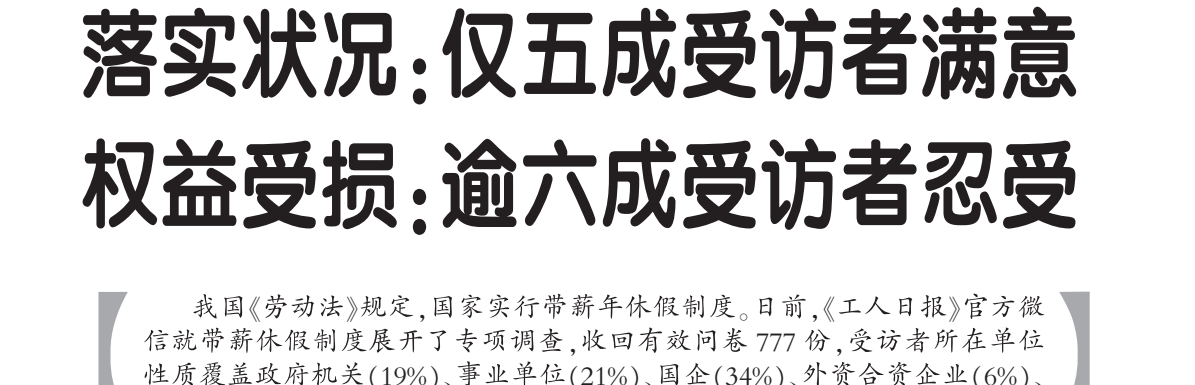 落实状况:仅五成受访者满意
权益受损:逾六成受访者忍受
我国《劳动法》规定,国家实行带薪年休假制度。日前,《工人日报》官方微
信就带薪休假制度展开了专项调查,收回有效问卷 777 份,受访者所在单位
性质覆盖政府机关(19%)、事业单位(21%)、国企(34%)、外资合资企业(6%)、